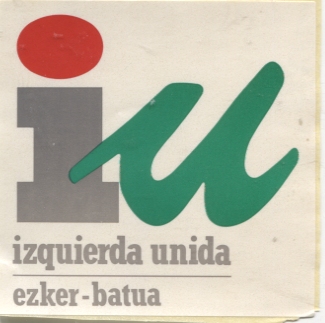 iu
izquierda unida
ezker-batua